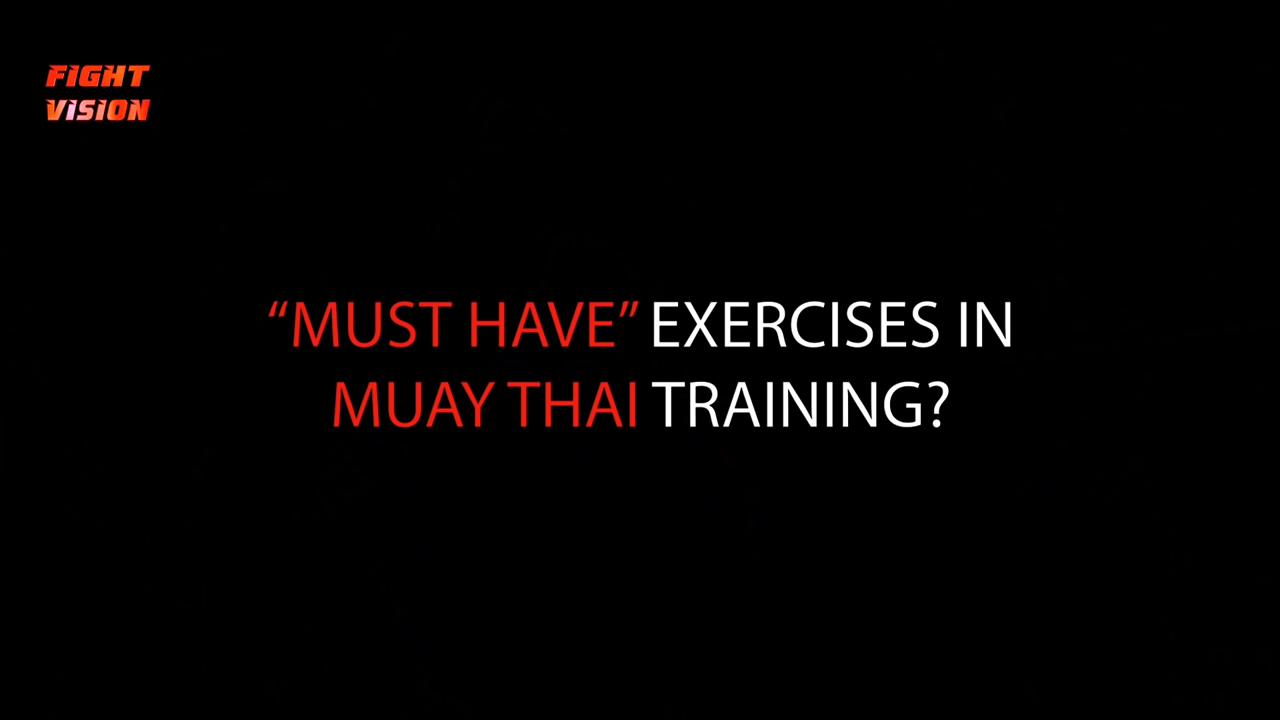 FIGHT
VISION
“MUST HAVE” EXERCISES IN
MUAY THAI TRAINING?